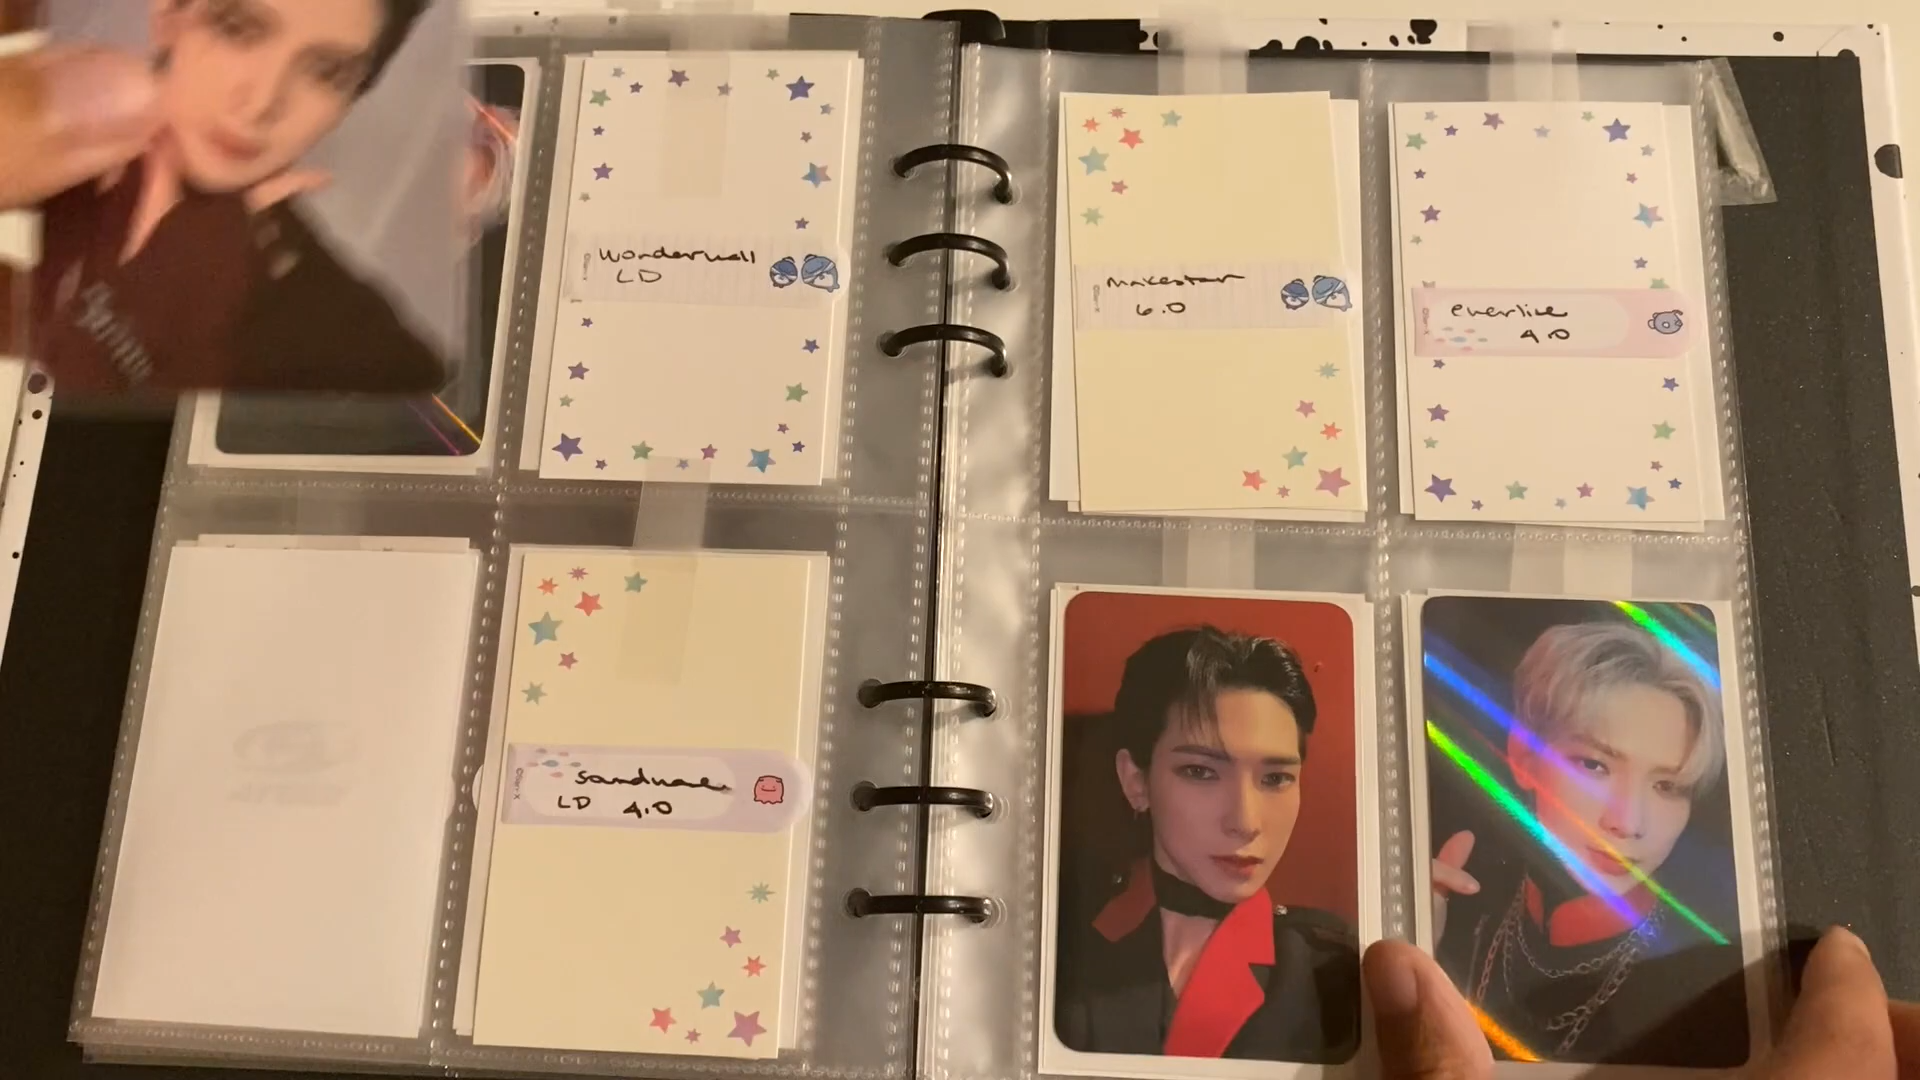 wonderwall
LD
makestar
6.0
everline
4.0
soundwave
LD 4.0